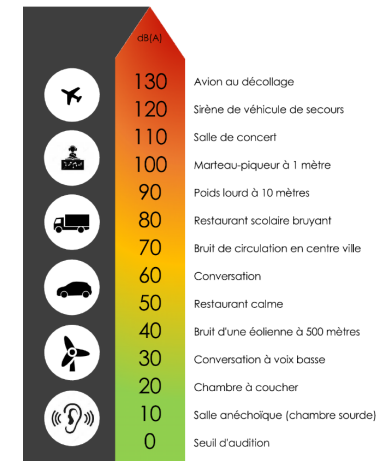 dB(A)
130 Avion au décollage
120 Sirène de véhicule de secours
110 Salle de concert
100 Marteau-piqueur à 1 mètre
90 Poids lourd à 10 mètres
80 Restaurant scolaire bruyant
70 Bruit de circulation en centre ville
60 Conversation
50 Restaurant calme
40 Bruit d'une éolienne à 500 mètres
30 Conversation à voix basse
20 Chambre à coucher
10 Salle anéchoïque (chambre sourde)
0 Seuil d'audition